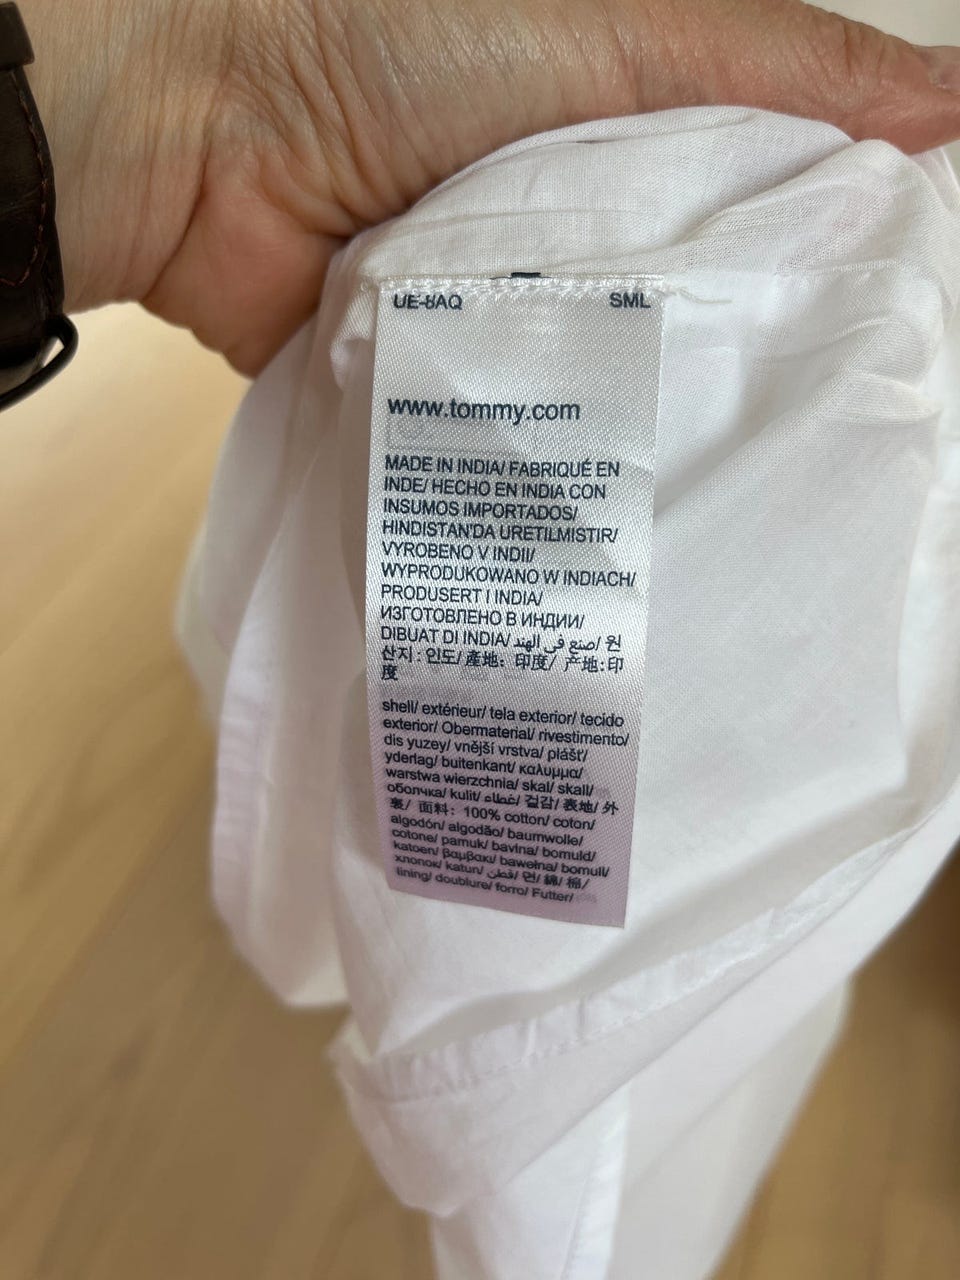 UE-8AQ SML
www.tommy.com
MADE IN INDIA/ FABRIQUÉ EN
INDE/ HECHO EN INDIA CON
INSUMOS IMPORTADOS/
HINDISTAN'DA URETILMISTIR/
VYROBENO V INDII/
WYPRODUKOWANO W INDIACH/
PRODUSERT I INDIA/
ИЗГОТОВЛЕНО В ИНДИИ/
DIBUAT DI INDIA/ صنع في الهند/ 원
산지: 인도/ 產地: 印度/ 产地: 印
度
shell/ extérieur/ tela exterior/ tecido
exterior/ Obermaterial/ rivestimento/
dis yuzey/ vnější vrstva/ plášť/
yderlag/ buitenkant/ καλυμμα/
warstwa wierzchnia/ skal/ skall/
оболчка/ kulit/ غطاء/ 겉감/ 表地/ 外
裏/ 面料: 100% cotton/ coton/
algodón/ algodão/ baumwolle/
cotone/ pamuk/ bavlna/ bomuld/
katoen/ βαμβακι/ bawełna/ bomull/
хлопок/ katun/ قطن/ 면/ 綿/ 棉/
lining/ doublure/ forro/ Futter/